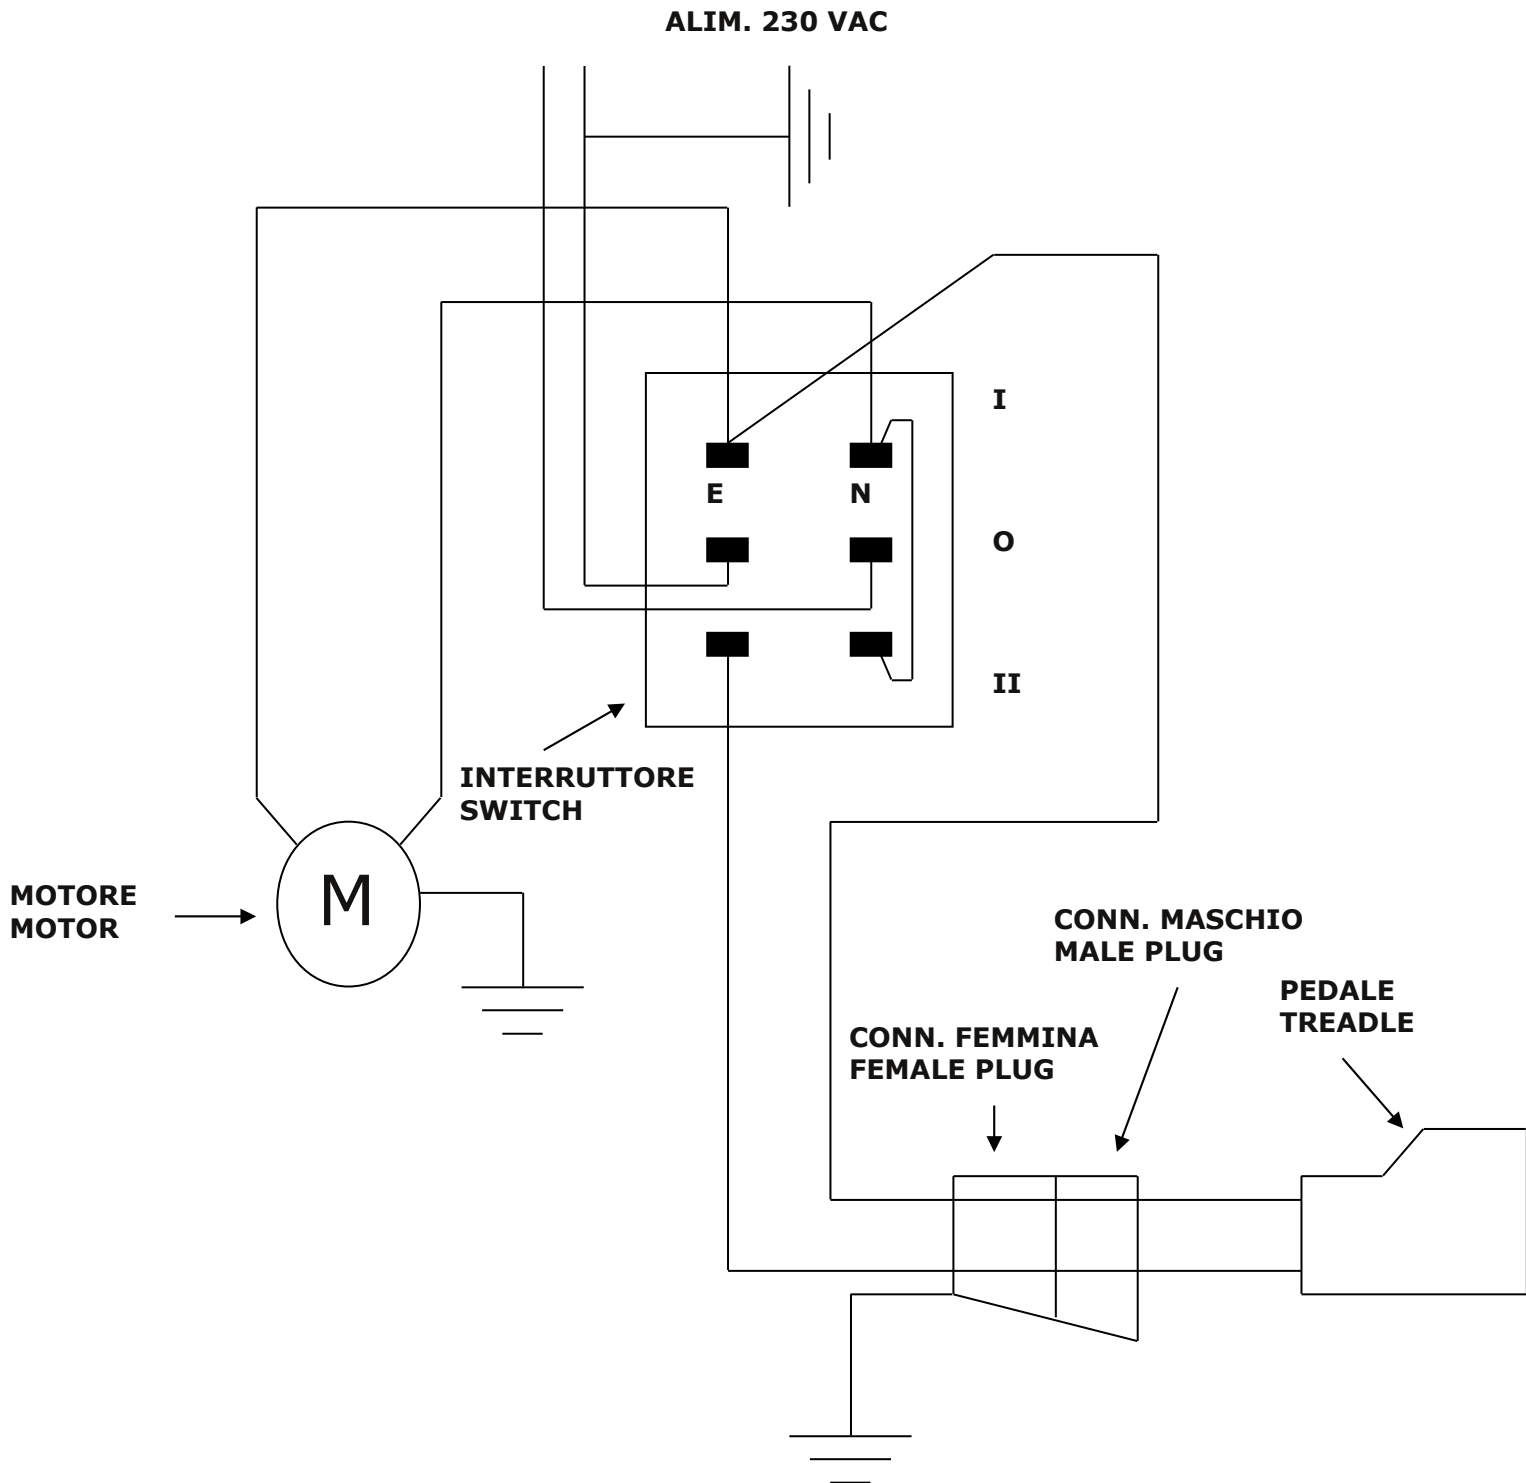 ALIM. 230 VAC
I
E
N
O
II
INTERRUTTORE
SWITCH
M
MOTORE
MOTOR
CONN. MASCHIO
MALE PLUG
PEDALE
TREADLE
CONN. FEMMINA
FEMALE PLUG